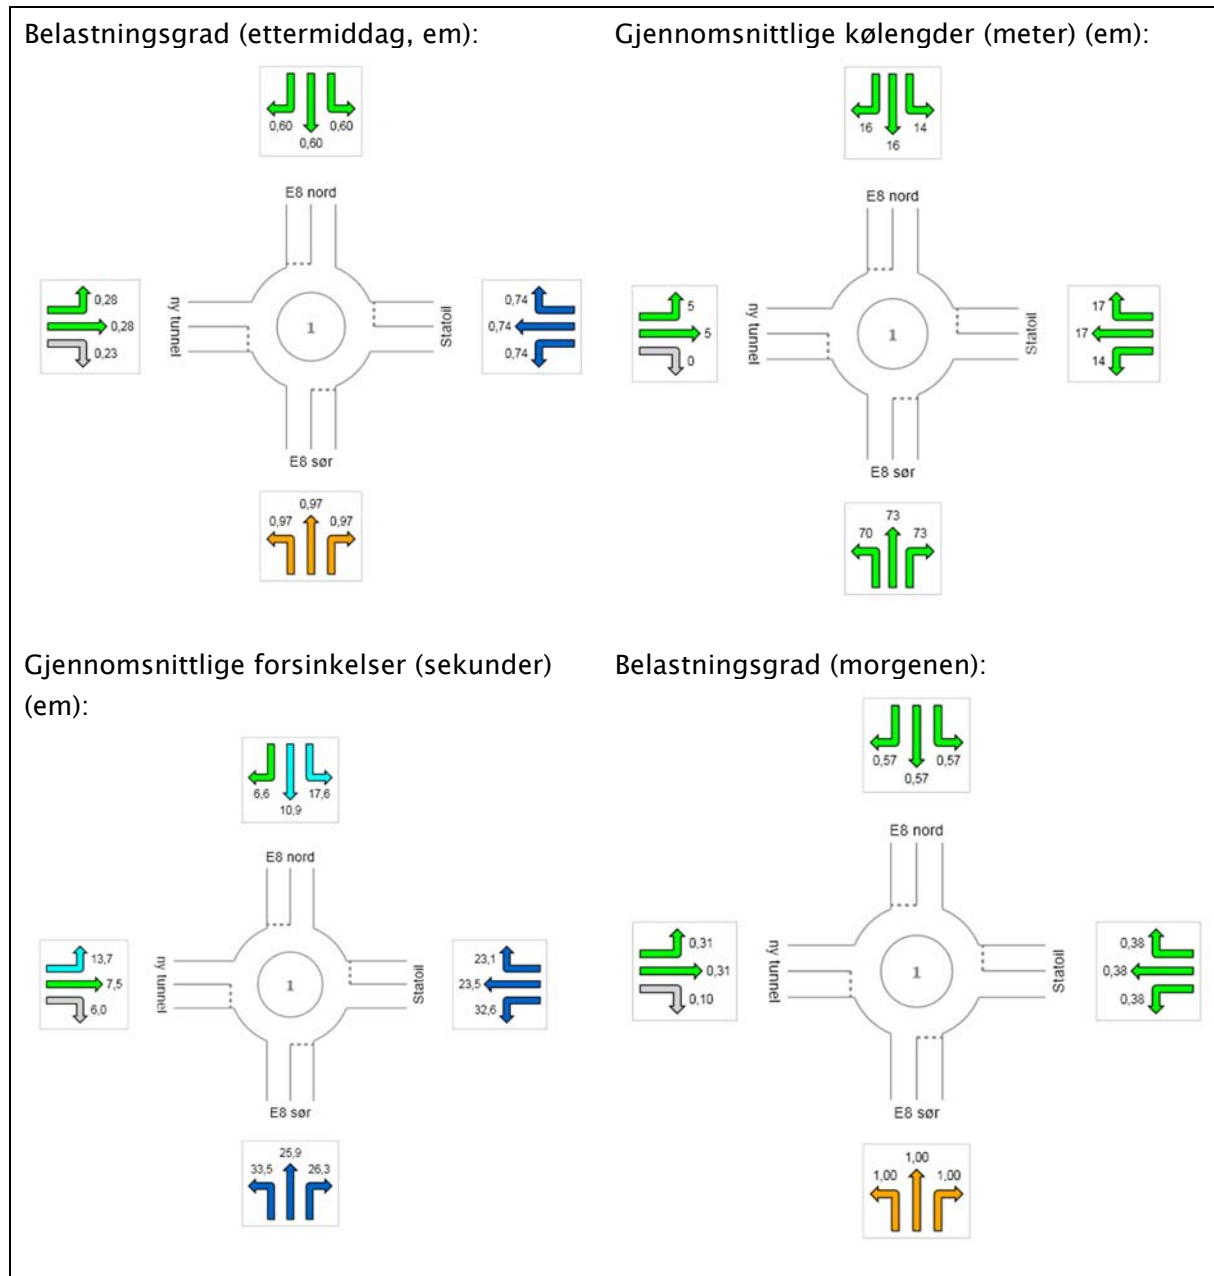 Belastningsgrad (ettermiddag, em):
0,60
0,60
0,60
E8 nord
0,28
0,28
0,23
ny tunnel
1
Statoil
0,74
0,74
0,74
E8 sør
0,97
0,97
0,97
Gjennomsnittlige kølengder (meter) (em):
16
14
16
E8 nord
5
5
0
ny tunnel
1
Statoil
17
17
14
E8 sør
73
70
73
Gjennomsnittlige forsinkelser (sekunder)
(em):
6,6
17,6
10,9
E8 nord
13,7
7,5
6,0
ny tunnel
1
Statoil
23,1
23,5
32,6
E8 sør
25,9
33,5
26,3
Belastningsgrad (morgenen):
0,57
0,57
0,57
E8 nord
0,31
0,31
0,10
ny tunnel
1
Statoil
0,38
0,38
0,38
E8 sør
1,00
1,00
1,00